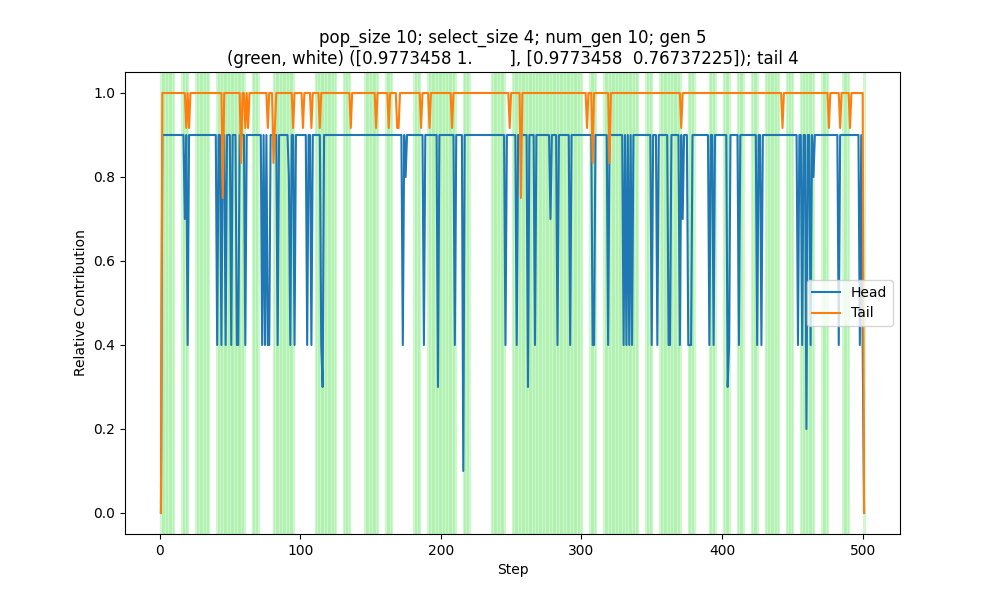 pop_size 10; select_size 4; num_gen 10; gen 5
(green, white) ([0.9773458 1.       ], [0.9773458  0.76737225]); tail 4
1.0
0.8
0.6
0.4
0.2
0.0
Relative Contribution
Head
Tail
0
100
200
300
400
500
Step